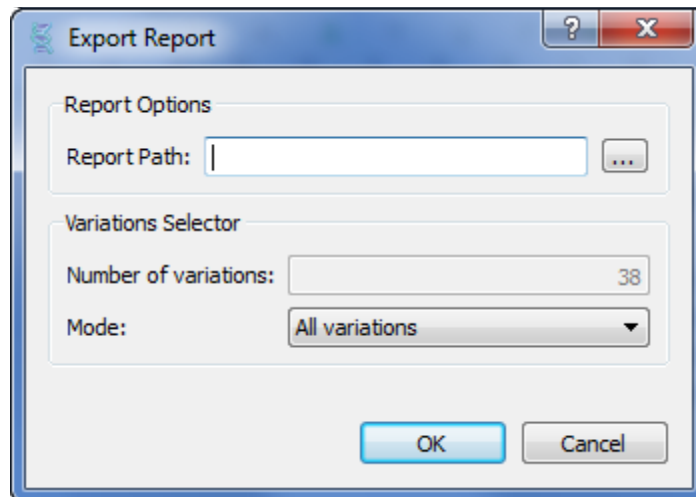 Export Report
Report Options
Report Path: ...
Variations Selector
Number of variations: 38
Mode: All variations
OK Cancel